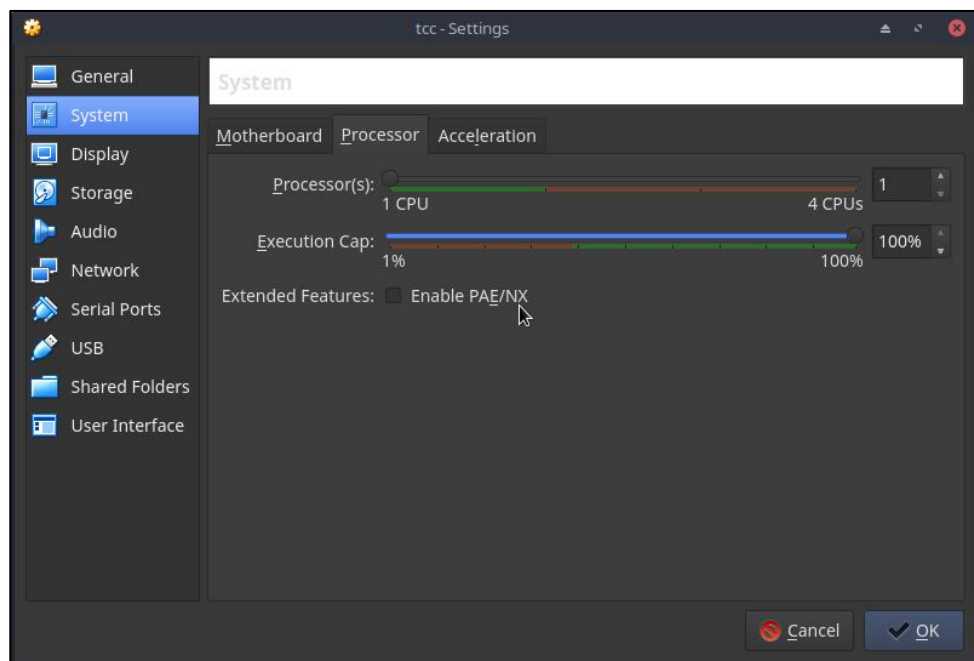 tcc - Settings
General
System
Display
Storage
Audio
Network
Serial Ports
USB
Shared Folders
User Interface
System
Motherboard Processor Acceleration
Processor(s): 1
1 CPU 4 CPUs
Execution Cap: 100%
1% 100%
Extended Features: Enable PAE/NX
Cancel OK